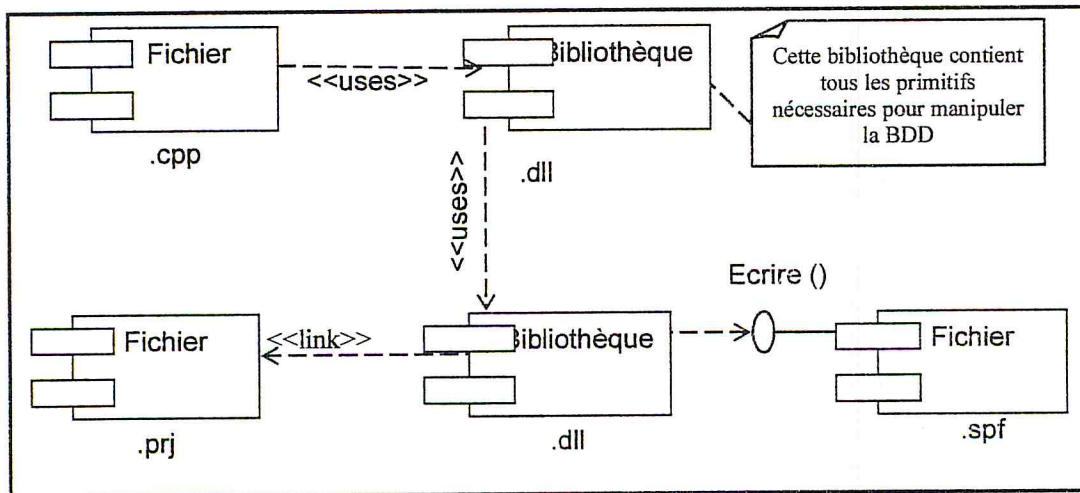 Fichier
<<uses>>
.cpp
Bibliothèque
.dll
Cette bibliothèque contient
tous les primitifs
nécessaires pour manipuler
la BDD
<<uses>>
Fichier
.prj
<<link>>
Bibliothèque
.dll
Ecrire ()
Fichier
.spf